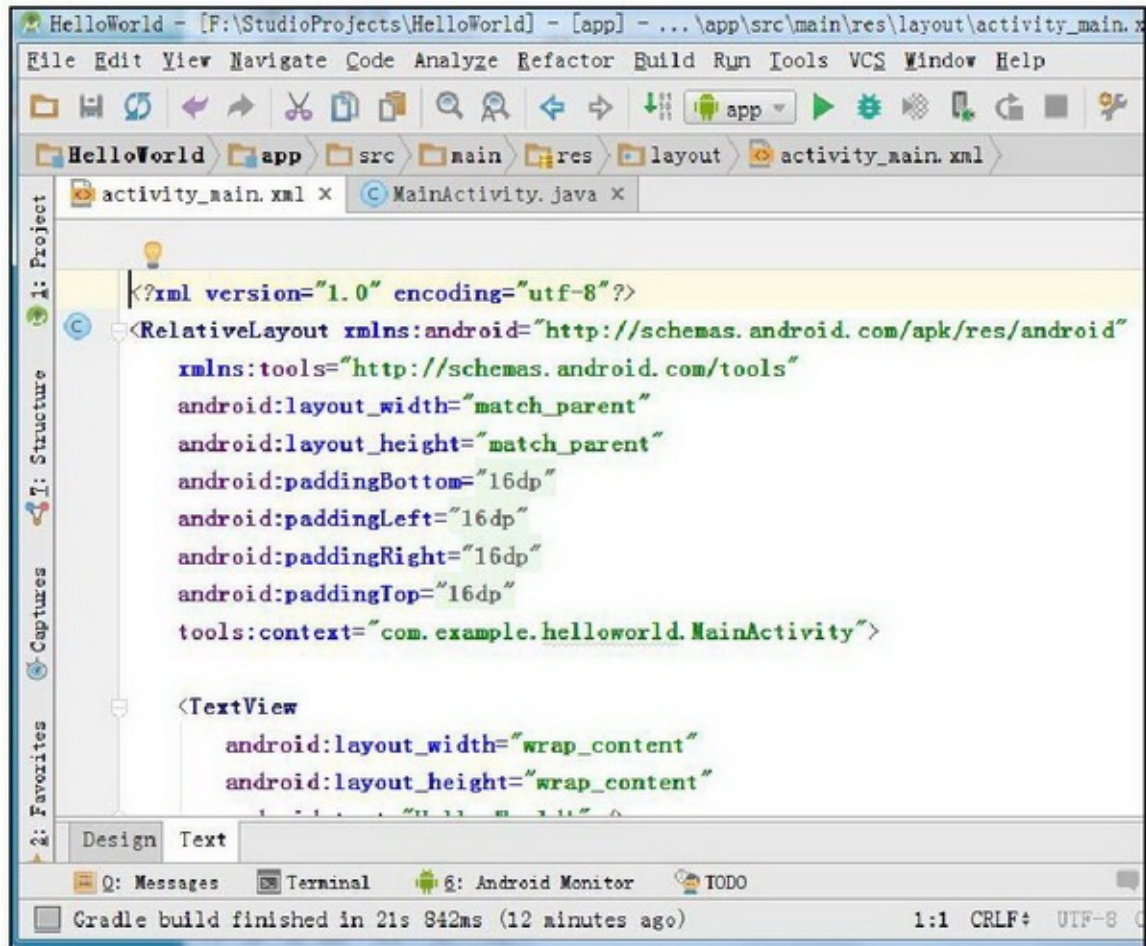 HelloWorld - [F:\StudioProjects\HelloWorld] - [app] - ...\app\src\main\res\layout\activity_main.x
File Edit View Navigate Code Analyze Refactor Build Run Tools VCS Window Help
app
HelloWorld app src main res layout activity_main.xml
activity_main.xml × MainActivity.java ×
1: Project
7: Structure
Captures
2: Favorites
<?xml version="1.0" encoding="utf-8"?>
<RelativeLayout xmlns:android="http://schemas.android.com/apk/res/android"
xmlns:tools="http://schemas.android.com/tools"
android:layout_width="match_parent"
android:layout_height="match_parent"
android:paddingBottom="16dp"
android:paddingLeft="16dp"
android:paddingRight="16dp"
android:paddingTop="16dp"
tools:context="com.example.helloworld.MainActivity">
<TextView
android:layout_width="wrap_content"
android:layout_height="wrap_content"
Design Text
0: Messages Terminal 6: Android Monitor TODO
Gradle build finished in 21s 842ms (12 minutes ago) 1:1 CRLF UTF-8